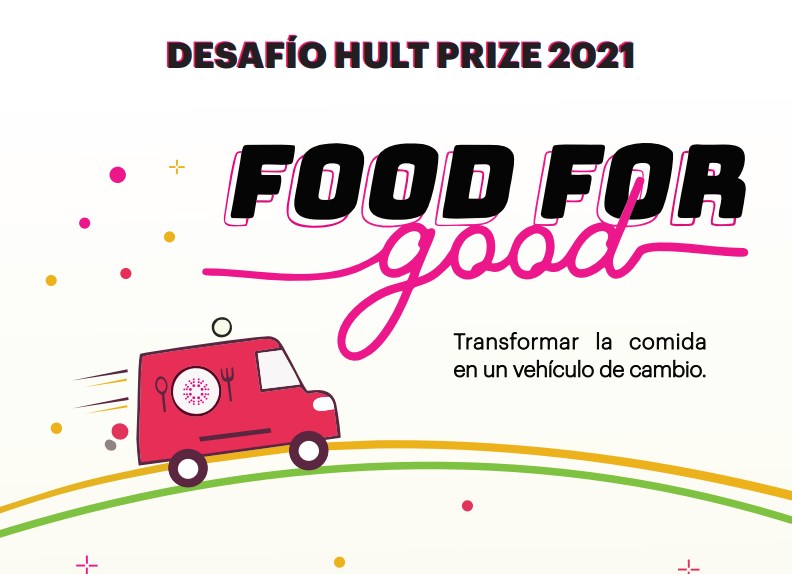 DESAFÍO HULT PRIZE 2021
FOOD FOR
good
Transformar la comida
en un vehículo de cambio.